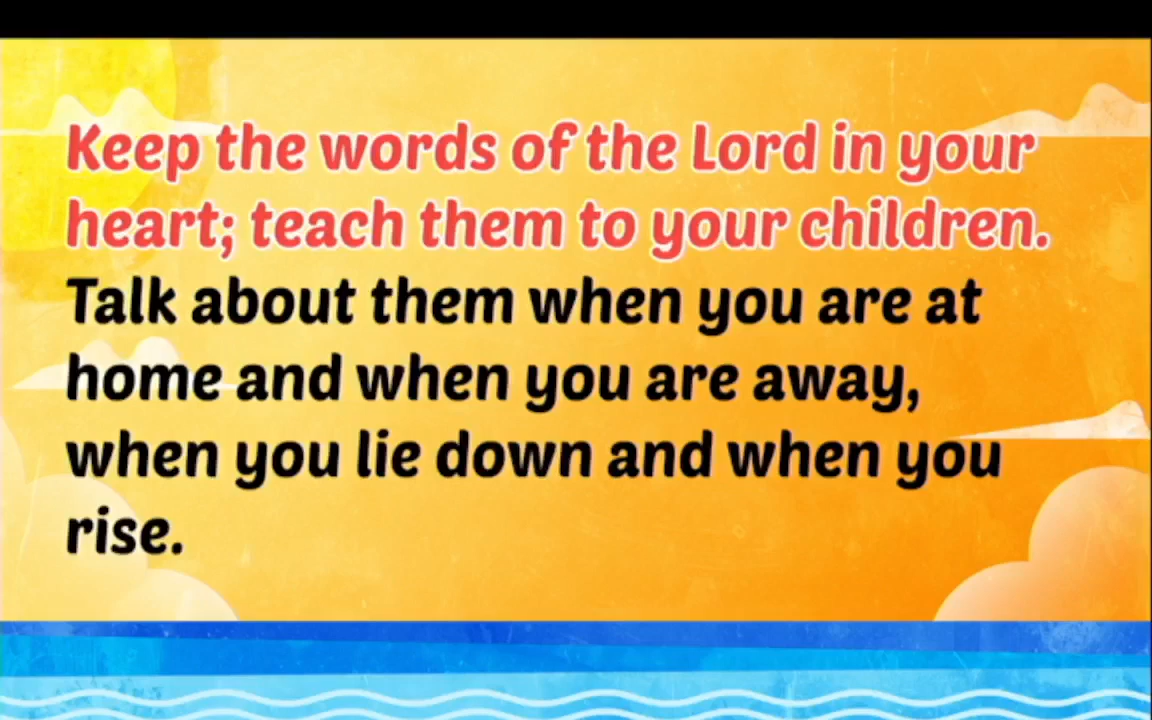 Keep the words of the Lord in your
heart; teach them to your children.
Talk about them when you are at
home and when you are away,
when you lie down and when you
rise.